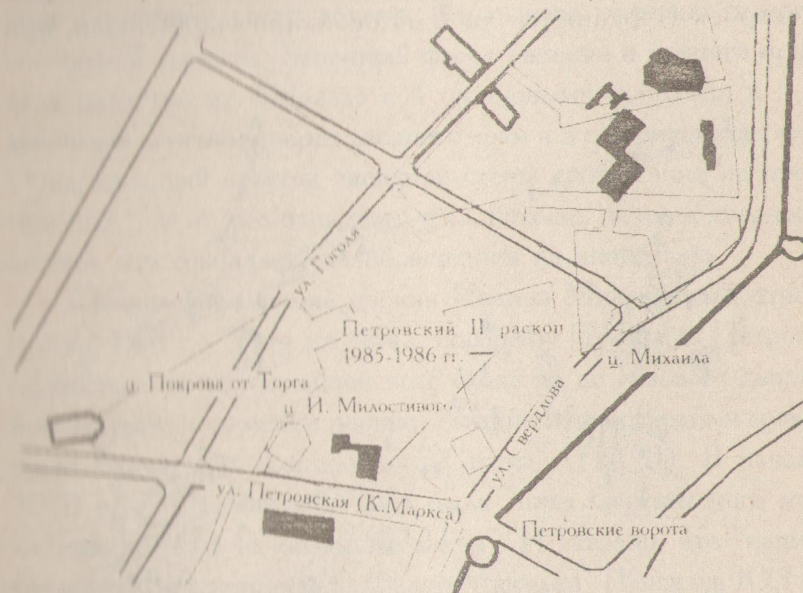 ул. Гоголя
Петровский II раскоп
1985-1986 гг.
ц. Михаила
ц. Покрова от Торга
ц И. Милостивого
ул. Свердлова
ул. Петровская (К.Маркса)
Петровские ворота